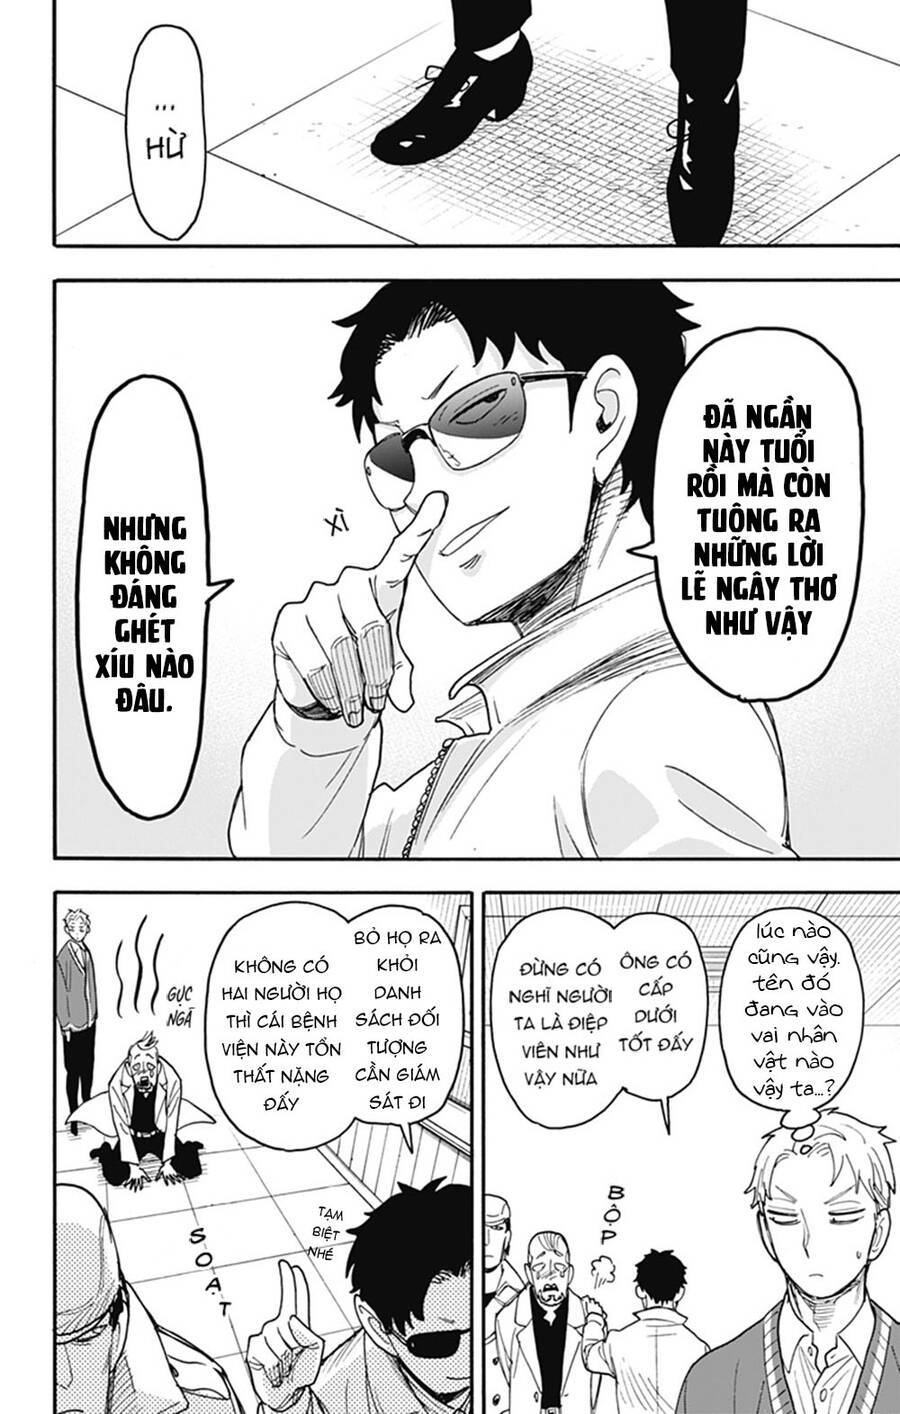 ...
HỪ
ĐÃ NGẦN
NÀY TUỔI
RỒI MÀ CÒN
TUÔNG RA
NHỮNG LỜI
LẼ NGÂY THƠ
NHƯ VẬY
XÌ
NHƯNG
KHÔNG
ĐÁNG
GHÉT
XÍU NÀO
ĐÂU.
lúc nào
cũng vậy.
tên đó
đang vào
vai nhân
vật nào
vậy ta...?
ÔNG CÓ
CẤP
DƯỚI
TỐT ĐẤY
ĐỪNG CÓ
NGHĨ NGƯỜI
TA LÀ ĐIỆP
VIÊN NHƯ
VẬY NỮA
BỘP
BỎ HỌ RA
KHỎI
DANH
SÁCH ĐỐI
TƯỢNG
CẦN GIÁM
SÁT ĐI
KHÔNG CÓ
HAI NGƯỜI HỌ
THÌ CÁI BỆNH
VIỆN NÀY TỔN
THẤT NẶNG
ĐẤY
GỤC
NGÃ
TẠM
BIỆT
NHÉ
SOẠT